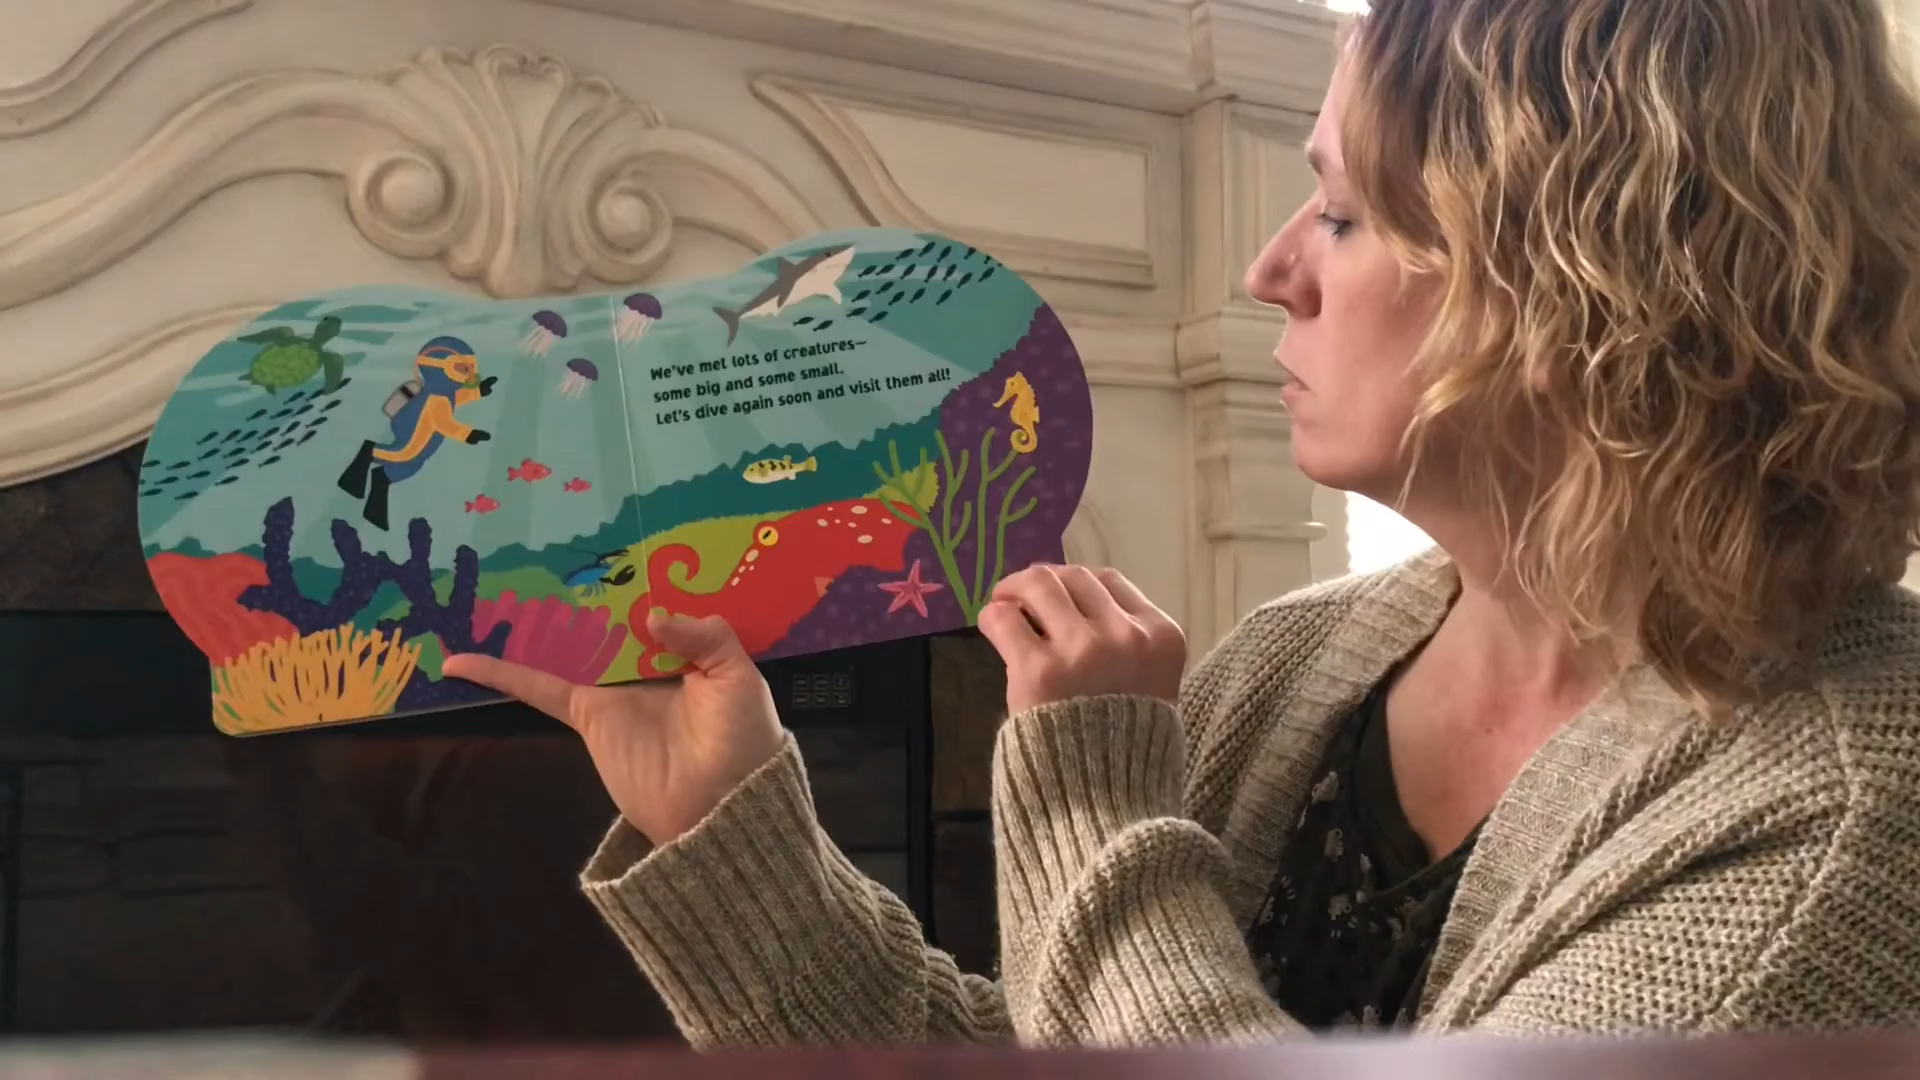 We've met lots of creatures—
some big and some small.
Let's dive again soon and visit them all!